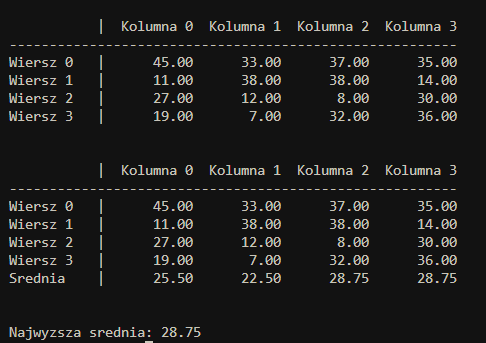 | Kolumna 0 Kolumna 1 Kolumna 2 Kolumna 3
--------------------------------------------------
Wiersz 0 | 45.00 33.00 37.00 35.00
Wiersz 1 | 11.00 38.00 38.00 14.00
Wiersz 2 | 27.00 12.00 8.00 30.00
Wiersz 3 | 19.00 7.00 32.00 36.00
| Kolumna 0 Kolumna 1 Kolumna 2 Kolumna 3
--------------------------------------------------
Wiersz 0 | 45.00 33.00 37.00 35.00
Wiersz 1 | 11.00 38.00 38.00 14.00
Wiersz 2 | 27.00 12.00 8.00 30.00
Wiersz 3 | 19.00 7.00 32.00 36.00
Srednia | 25.50 22.50 28.75 28.75
Najwyzsza srednia: 28.75